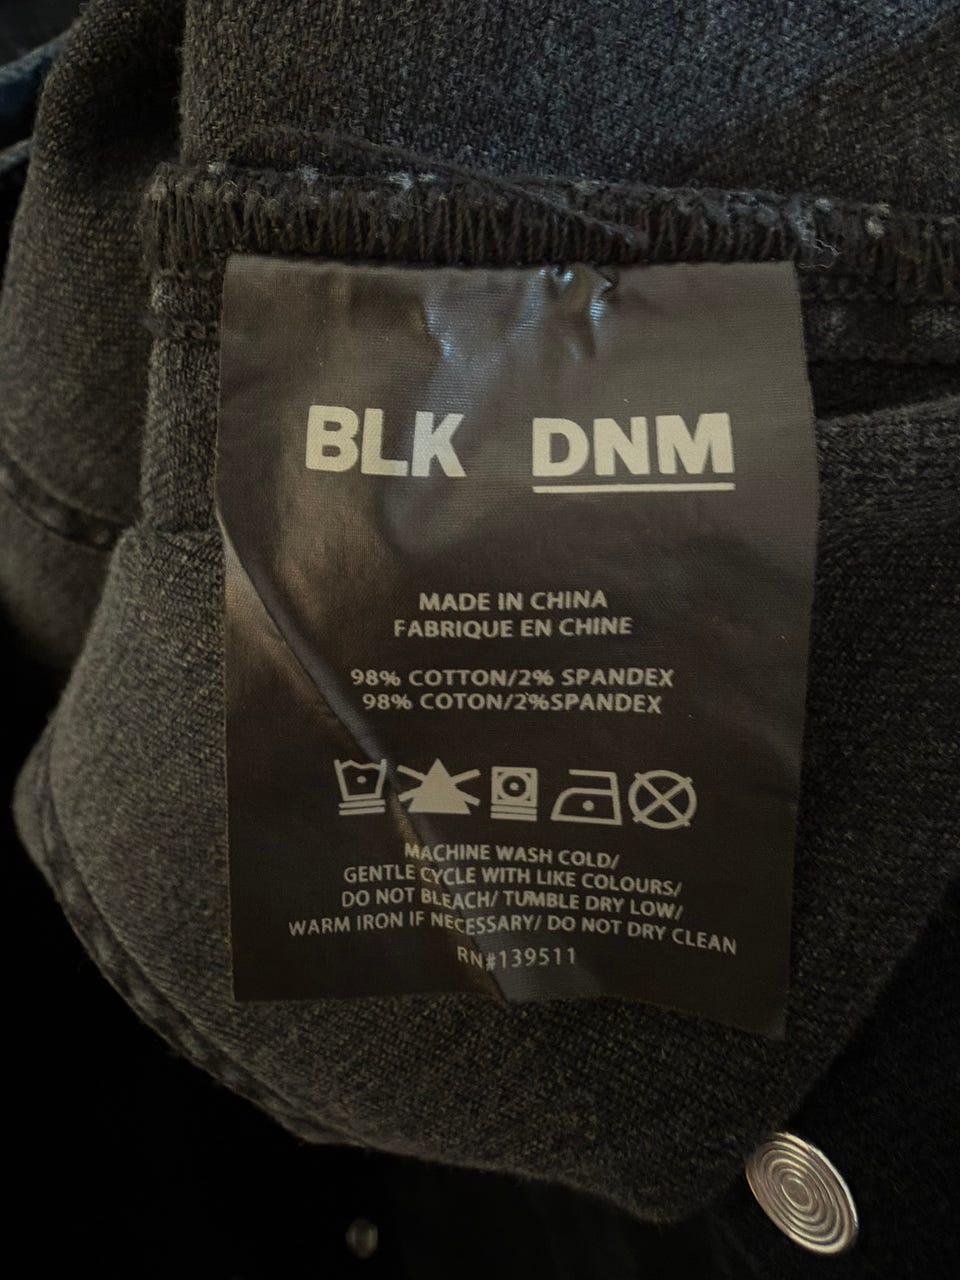 BLK DNM
MADE IN CHINA
FABRIQUE EN CHINE
98% COTTON/2% SPANDEX
98% COTON/2%SPANDEX
MACHINE WASH COLD/
GENTLE CYCLE WITH LIKE COLOURS/
DO NOT BLEACH/ TUMBLE DRY LOW/
WARM IRON IF NECESSARY/ DO NOT DRY CLEAN
RN#139511